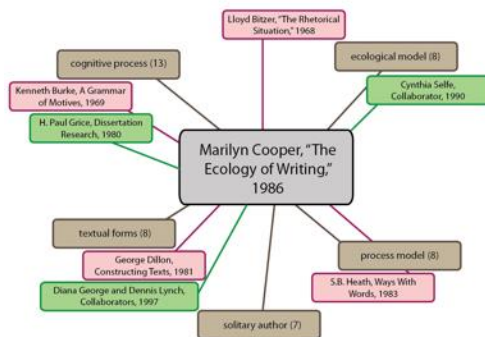 Lloyd Bitzer, "The Rhetorical
Situation," 1968
cognitive process (13)
ecological model (8)
Kenneth Burke, A Grammar
of Motives, 1969
Cynthia Selfe,
Collaborator, 1990
H. Paul Grice, Dissertation
Research, 1980
Marilyn Cooper, "The
Ecology of Writing,"
1986
textual forms (8)
George Dillon,
Constructing Texts, 1981
process model (8)
S.B. Heath, Ways With
Words, 1983
Diana George and Dennis Lynch,
Collaborators, 1997
solitary author (7)